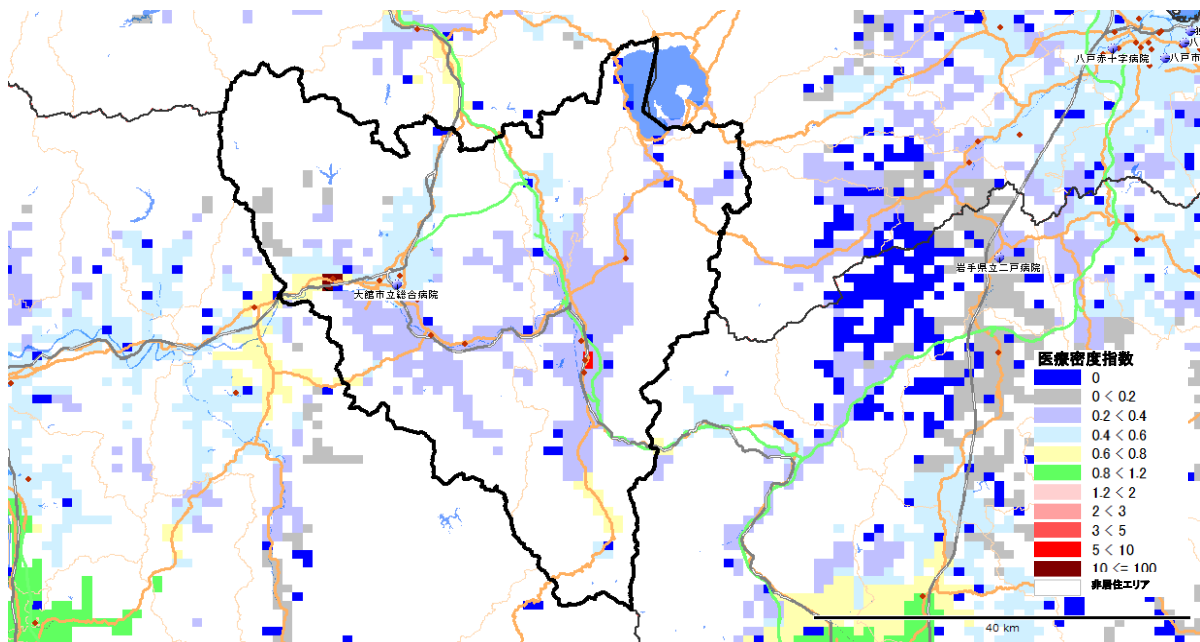 八戸赤十字病院
八戸市
大館市立総合病院
岩手県立二戸病院
医療密度指数
0
0 < 0.2
0.2 < 0.4
0.4 < 0.6
0.6 < 0.8
0.8 < 1.2
1.2 < 2
2 < 3
3 < 5
5 < 10
10 <= 100
非居住エリア
40 km